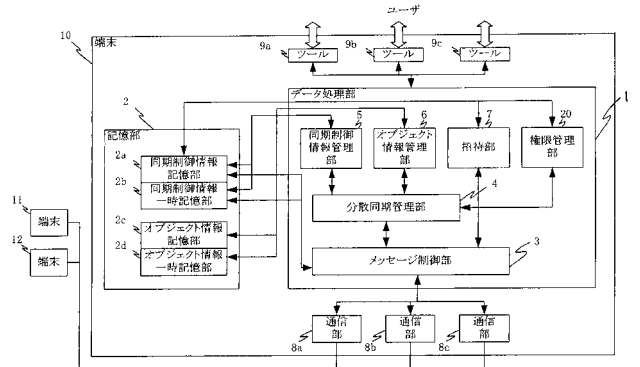 ユーザ
10
端末
9a
ツール
9b
ツール
9c
ツール
1
データ処理部
2
記憶部
2a
同期制御情報
記憶部
2b
同期制御情報
一時記憶部
2c
オブジェクト情報
記憶部
2d
オブジェクト情報
一時記憶部
5
同期制御
情報管理
部
6
オブジェクト
情報管理
部
7
招待部
20
権限管理
部
4
分散同期管理部
3
メッセージ制御部
11
端末
12
端末
通信
部
8a
通信
部
8b
通信
部
8c